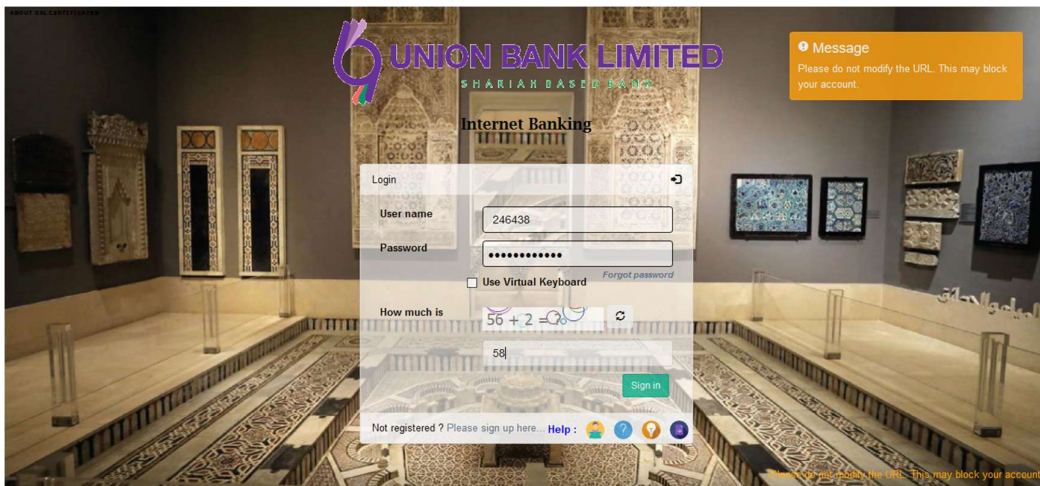 ABOUT SSL CERTIFICATES
UNION BANK LIMITED
SHARIAH BASED BANK
Message
Please do not modify the URL. This may block
your account.
Internet Banking
Login
User name
246438
Password
••••••••••••
Forgot password
Use Virtual Keyboard
How much is
56 + 2 = ?
58
Sign in
Not registered ? Please sign up here... Help :
Please do not modify the URL. This may block your account